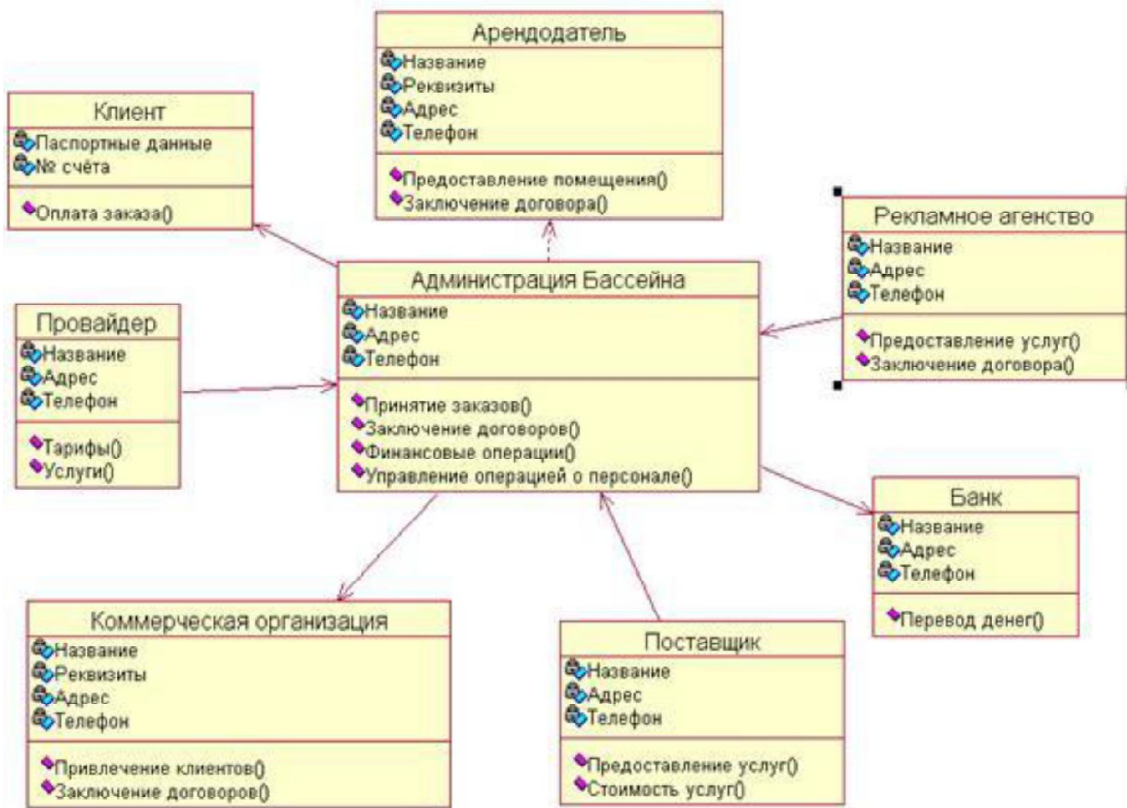 Арендодатель
Название
Реквизиты
Адрес
Телефон
Предоставление помещения()
Заключение договора()
Клиент
Паспортные данные
№ счёта
Оплата заказа()
Рекламное агенство
Название
Адрес
Телефон
Предоставление услуг()
Заключение договора()
Администрация Бассейна
Название
Адрес
Телефон
Принятие заказов()
Заключение договоров()
Финансовые операции()
Управление операцией о персонале()
Провайдер
Название
Адрес
Телефон
Тарифы()
Услуги()
Банк
Название
Адрес
Телефон
Перевод денег()
Коммерческая организация
Название
Реквизиты
Адрес
Телефон
Привлечение клиентов()
Заключение договоров()
Поставщик
Название
Адрес
Телефон
Предоставление услуг()
Стоимость услуг()